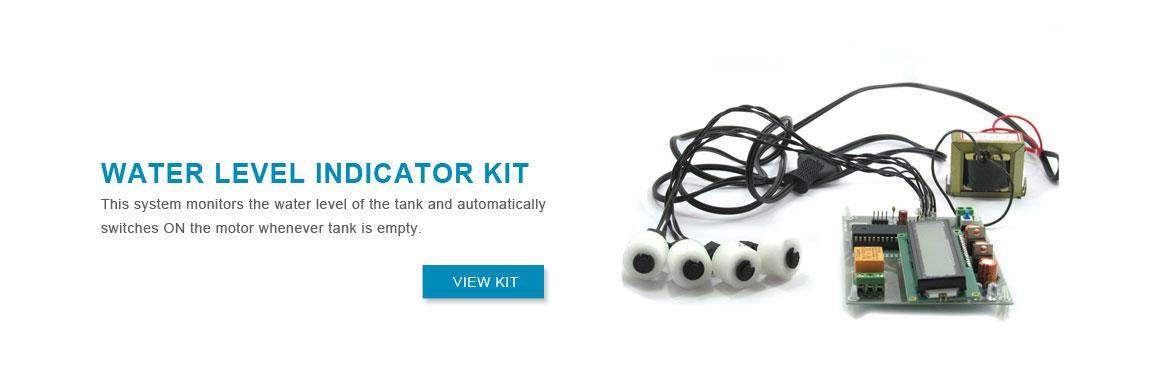 WATER LEVEL INDICATOR KIT
This system monitors the water level of the tank and automatically
switches ON the motor whenever tank is empty.
VIEW KIT